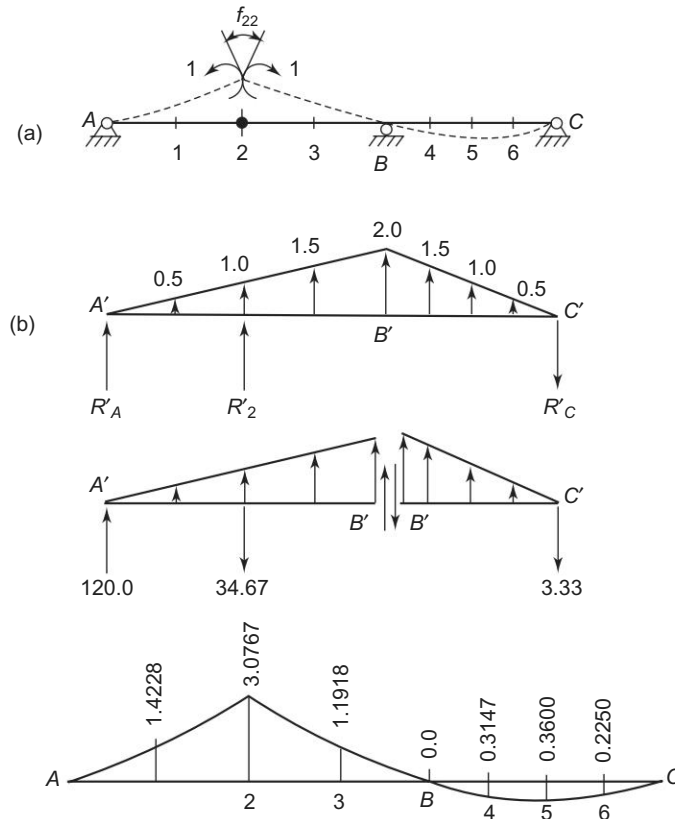 f22
1 1
(a) A C
1 2 3 B 4 5 6
2.0
1.5 1.5
1.0 1.0
0.5 0.5
A′ C′
(b) B′
R′A R′2 R′C
A′ C′
B′ B′
120.0 34.67 3.33
1.4228 3.0767 1.1918 0.0 0.3147 0.3600 0.2250
A C
2 3 B 4 5 6